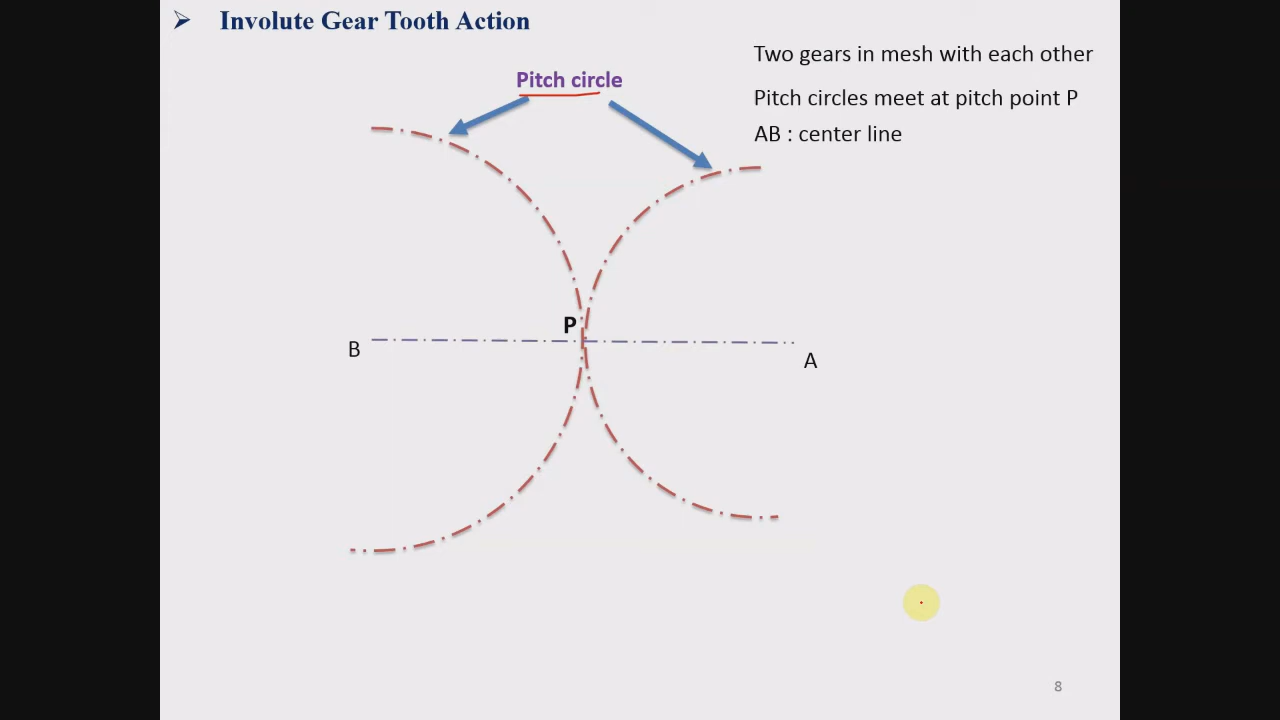 Involute Gear Tooth Action
Two gears in mesh with each other
Pitch circle
Pitch circles meet at pitch point P
AB : center line
P
B
A
8